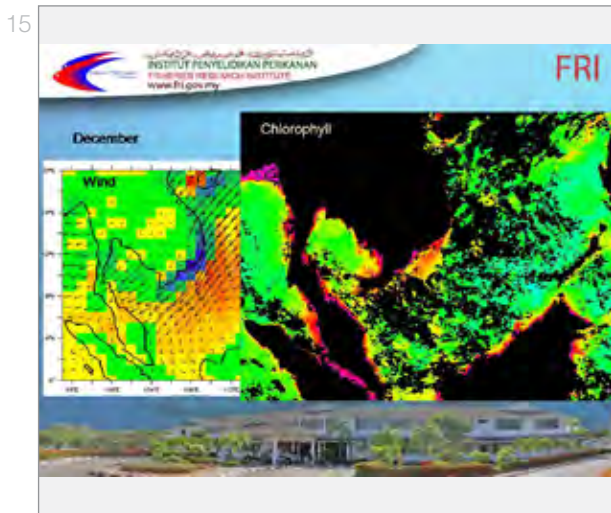 15
INSTITUT PENYELIDIKAN PERIKANAN
FISHERIES RESEARCH INSTITUTE
www.fri.gov.my
FRI
December
Chlorophyll
Wind